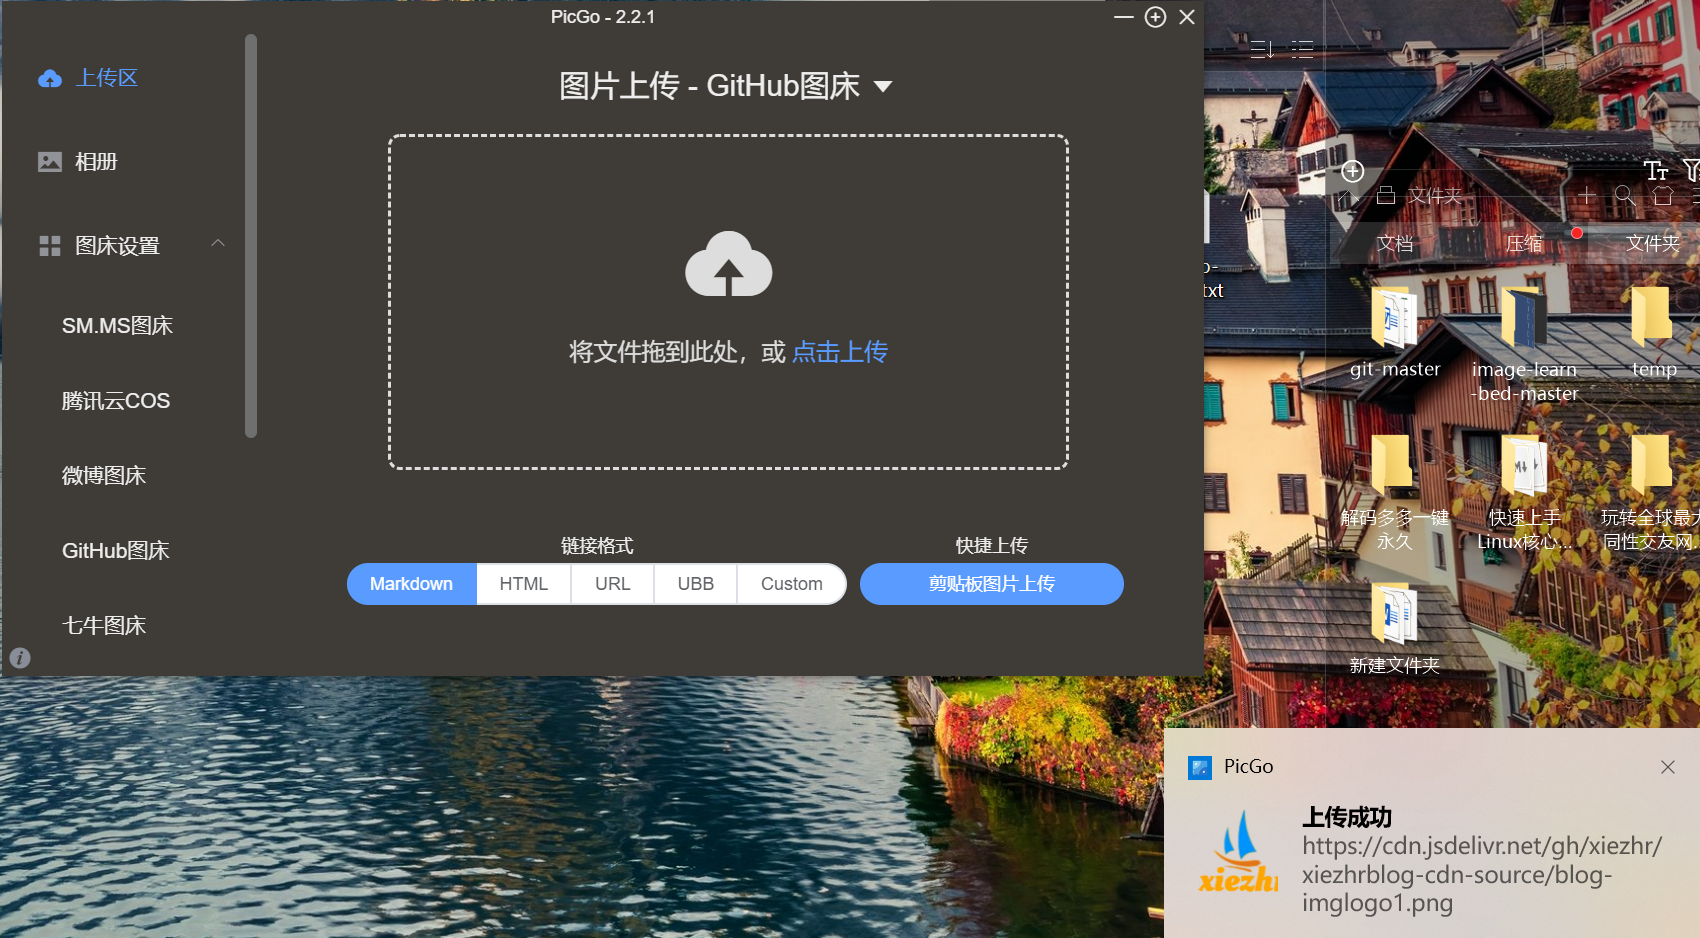 PicGo - 2.2.1
上传区
相册
图床设置
SM.MS图床
腾讯云COS
微博图床
GitHub图床
七牛图床
图片上传 - GitHub图床
将文件拖到此处，或 点击上传
链接格式
快捷上传
Markdown
HTML
URL
UBB
Custom
剪贴板图片上传
txt
文件夹
文档
压缩
文件夹
git-master
image-learn
-bed-master
temp
解码多多一键
永久
快速上手
Linux核心...
玩转全球最大
同性交友网...
新建文件夹
PicGo
上传成功
https://cdn.jsdelivr.net/gh/xiezhr/
xiezhrblog-cdn-source/blog-
imglogo1.png
xiezhr